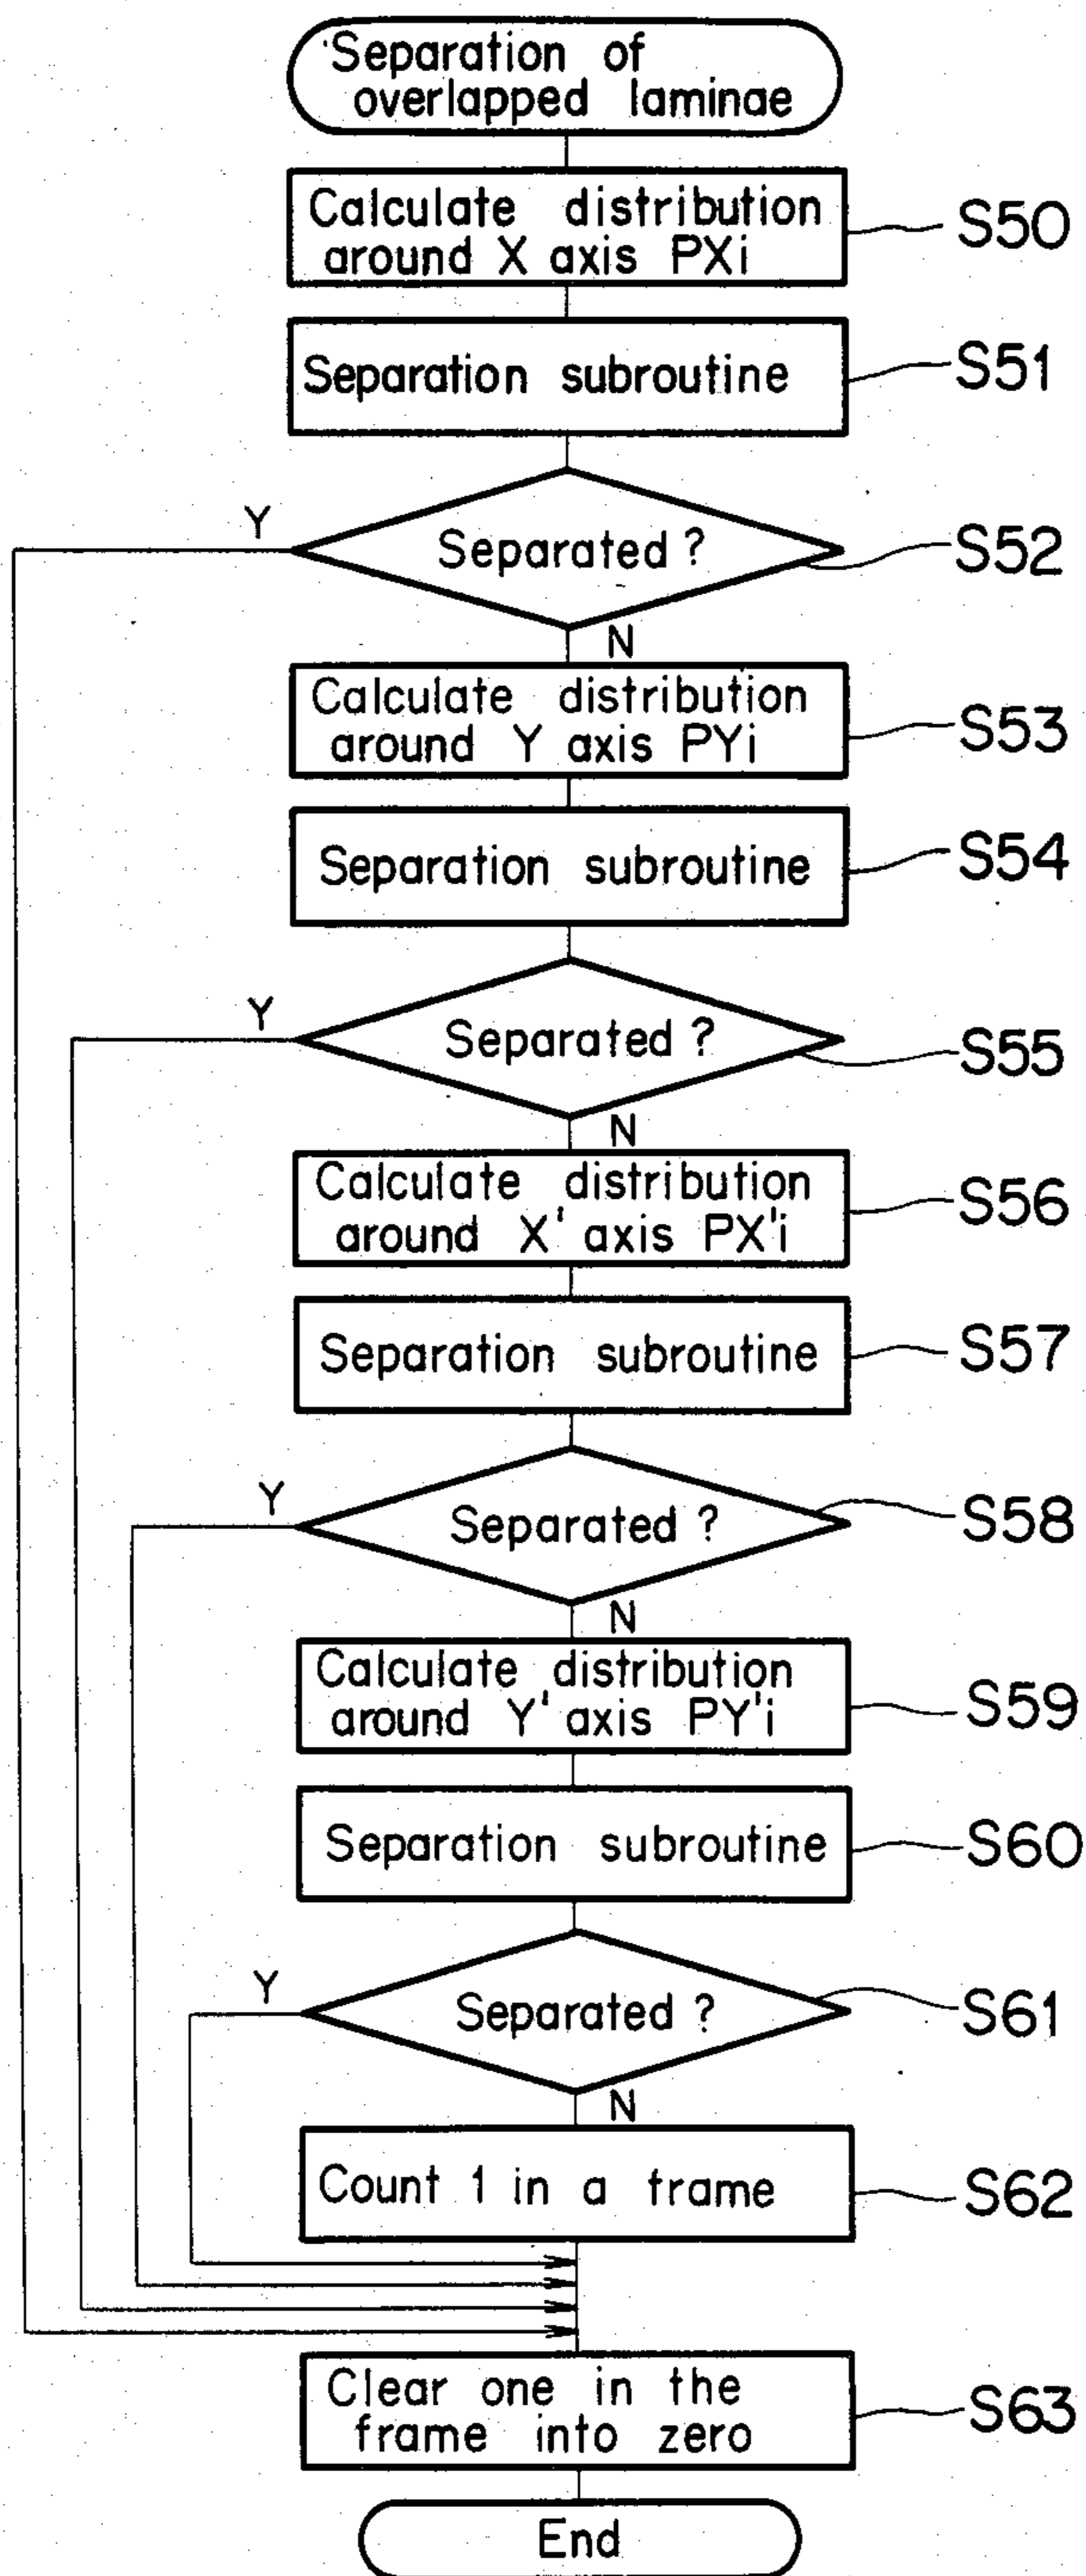 Separation of
overlapped laminae
Calculate distribution
around X axis PXi
S50
Separation subroutine
S51
Y
Separated ?
S52
N
Calculate distribution
around Y axis PYi
S53
Separation subroutine
S54
Y
Separated ?
S55
N
Calculate distribution
around X' axis PX'i
S56
Separation subroutine
S57
Y
Separated ?
S58
N
Calculate distribution
around Y' axis PY'i
S59
Separation subroutine
S60
Y
Separated ?
S61
N
Count 1 in a frame
S62
Clear one in the
frame into zero
S63
End